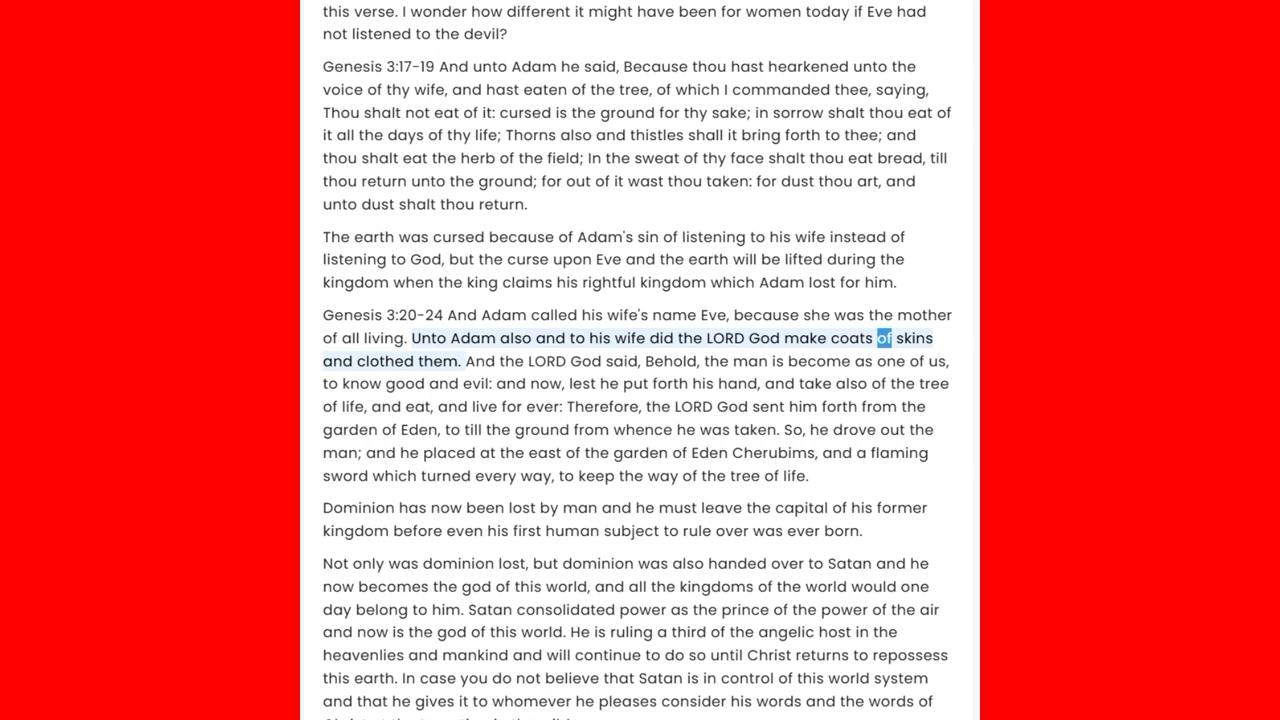 this verse. I wonder how different it might have been for women today if Eve had
not listened to the devil?
Genesis 3:17-19 And unto Adam he said, Because thou hast hearkened unto the
voice of thy wife, and hast eaten of the tree, of which I commanded thee, saying,
Thou shalt not eat of it: cursed is the ground for thy sake; in sorrow shalt thou eat of
it all the days of thy life; Thorns also and thistles shall it bring forth to thee; and
thou shalt eat the herb of the field; In the sweat of thy face shalt thou eat bread, till
thou return unto the ground; for out of it wast thou taken: for dust thou art, and
unto dust shalt thou return.
The earth was cursed because of Adam's sin of listening to his wife instead of
listening to God, but the curse upon Eve and the earth will be lifted during the
kingdom when the king claims his rightful kingdom which Adam lost for him.
Genesis 3:20-24 And Adam called his wife's name Eve, because she was the mother
of all living. Unto Adam also and to his wife did the LORD God make coats of skins
and clothed them. And the LORD God said, Behold, the man is become as one of us,
to know good and evil: and now, lest he put forth his hand, and take also of the tree
of life, and eat, and live for ever: Therefore, the LORD God sent him forth from the
garden of Eden, to till the ground from whence he was taken. So, he drove out the
man; and he placed at the east of the garden of Eden Cherubims, and a flaming
sword which turned every way, to keep the way of the tree of life.
Dominion has now been lost by man and he must leave the capital of his former
kingdom before even his first human subject to rule over was ever born.
Not only was dominion lost, but dominion was also handed over to Satan and he
now becomes the god of this world, and all the kingdoms of the world would one
day belong to him. Satan consolidated power as the prince of the power of the air
and now is the god of this world. He is ruling a third of the angelic host in the
heavenlies and mankind and will continue to do so until Christ returns to repossess
this earth. In case you do not believe that Satan is in control of this world system
and that he gives it to whomever he pleases consider his words and the words of